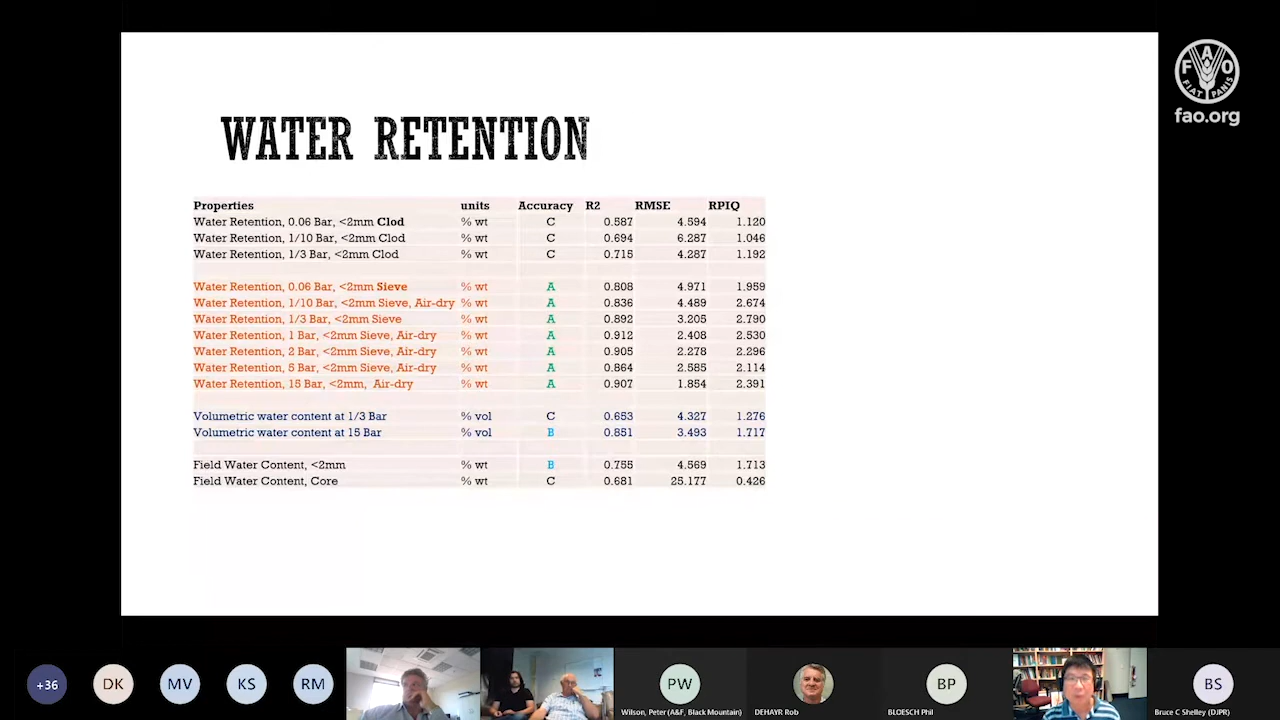 FAO
FIAT PANIS
fao.org
WATER RETENTION
Properties units Accuracy R2 RMSE RPIQ
Water Retention, 0.06 Bar, <2mm Clod % wt C 0.587 4.594 1.120
Water Retention, 1/10 Bar, <2mm Clod % wt C 0.694 6.287 1.046
Water Retention, 1/3 Bar, <2mm Clod % wt C 0.715 4.287 1.192
Water Retention, 0.06 Bar, <2mm Sieve % wt A 0.808 4.971 1.959
Water Retention, 1/10 Bar, <2mm Sieve, Air-dry % wt A 0.836 4.489 2.674
Water Retention, 1/3 Bar, <2mm Sieve % wt A 0.892 3.205 2.790
Water Retention, 1 Bar, <2mm Sieve, Air-dry % wt A 0.912 2.408 2.530
Water Retention, 2 Bar, <2mm Sieve, Air-dry % wt A 0.905 2.278 2.296
Water Retention, 5 Bar, <2mm Sieve, Air-dry % wt A 0.864 2.585 2.114
Water Retention, 15 Bar, <2mm, Air-dry % wt A 0.907 1.854 2.391
Volumetric water content at 1/3 Bar % vol C 0.653 4.327 1.276
Volumetric water content at 15 Bar % vol B 0.851 3.493 1.717
Field Water Content, <2mm % wt B 0.755 4.569 1.713
Field Water Content, Core % wt C 0.681 25.177 0.426
+36 DK MV KS RM PW BP BS
Wilson, Peter (A&F, Black Mountain) DEHAYR Rob BLOESCH Phil Bruce C Shelley (DJPR)